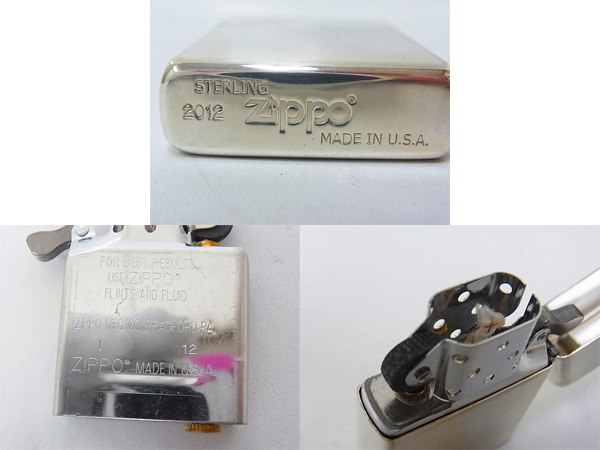 STERLING
2012 Zippo®
MADE IN U.S.A.
FOR BEST RESULTS
USE ZIPPO®
FLINTS AND FLUID
ZIPPO MFG. CO. BRADFORD. PA.
I 12
ZIPPO® MADE IN U.S.A.